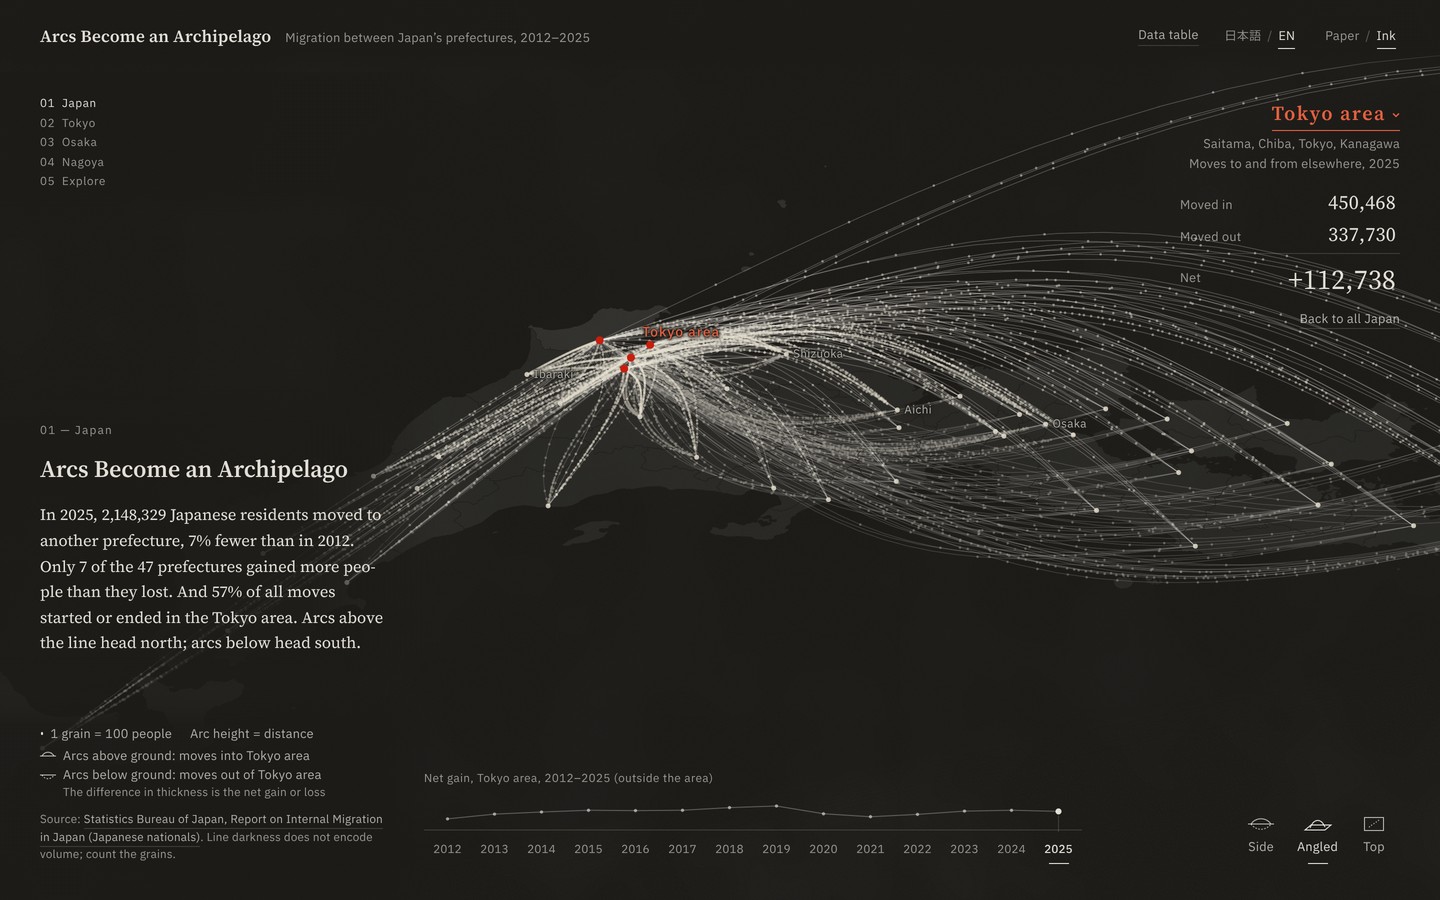 Arcs Become an Archipelago
Migration between Japan's prefectures, 2012–2025
Data table
日本語 / EN
Paper / Ink
01 Japan
02 Tokyo
03 Osaka
04 Nagoya
05 Explore
Tokyo area
Saitama, Chiba, Tokyo, Kanagawa
Moves to and from elsewhere, 2025
Moved in 450,468
Moved out 337,730
Net +112,738
Back to all Japan
Tokyo area
Shizuoka
Ibaraki
Aichi
Osaka
01 — Japan
Arcs Become an Archipelago
In 2025, 2,148,329 Japanese residents moved to
another prefecture, 7% fewer than in 2012.
Only 7 of the 47 prefectures gained more peo-
ple than they lost. And 57% of all moves
started or ended in the Tokyo area. Arcs above
the line head north; arcs below head south.
1 grain = 100 people Arc height = distance
Arcs above ground: moves into Tokyo area
Arcs below ground: moves out of Tokyo area
The difference in thickness is the net gain or loss
Source: Statistics Bureau of Japan, Report on Internal Migration
in Japan (Japanese nationals). Line darkness does not encode
volume; count the grains.
Net gain, Tokyo area, 2012–2025 (outside the area)
2012 2013 2014 2015 2016 2017 2018 2019 2020 2021 2022 2023 2024 2025
Side Angled Top